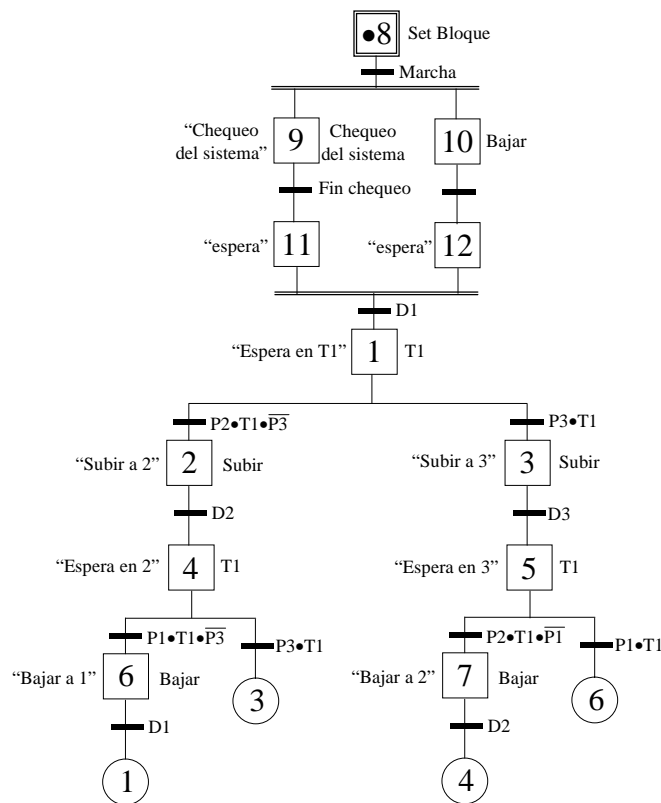 ●8 Set Bloque
Marcha
“Chequeo
del sistema”
9
Chequeo
del sistema
10 Bajar
Fin chequeo
“espera” 11
“espera” 12
D1
“Espera en T1” 1 T1
P2●T1●P3̅
P3●T1
“Subir a 2” 2 Subir
“Subir a 3” 3 Subir
D2
D3
“Espera en 2” 4 T1
“Espera en 3” 5 T1
P1●T1●P3̅
P3●T1
P2●T1●P1̅
P1●T1
“Bajar a 1” 6 Bajar
3
“Bajar a 2” 7 Bajar
6
D1
D2
1
4